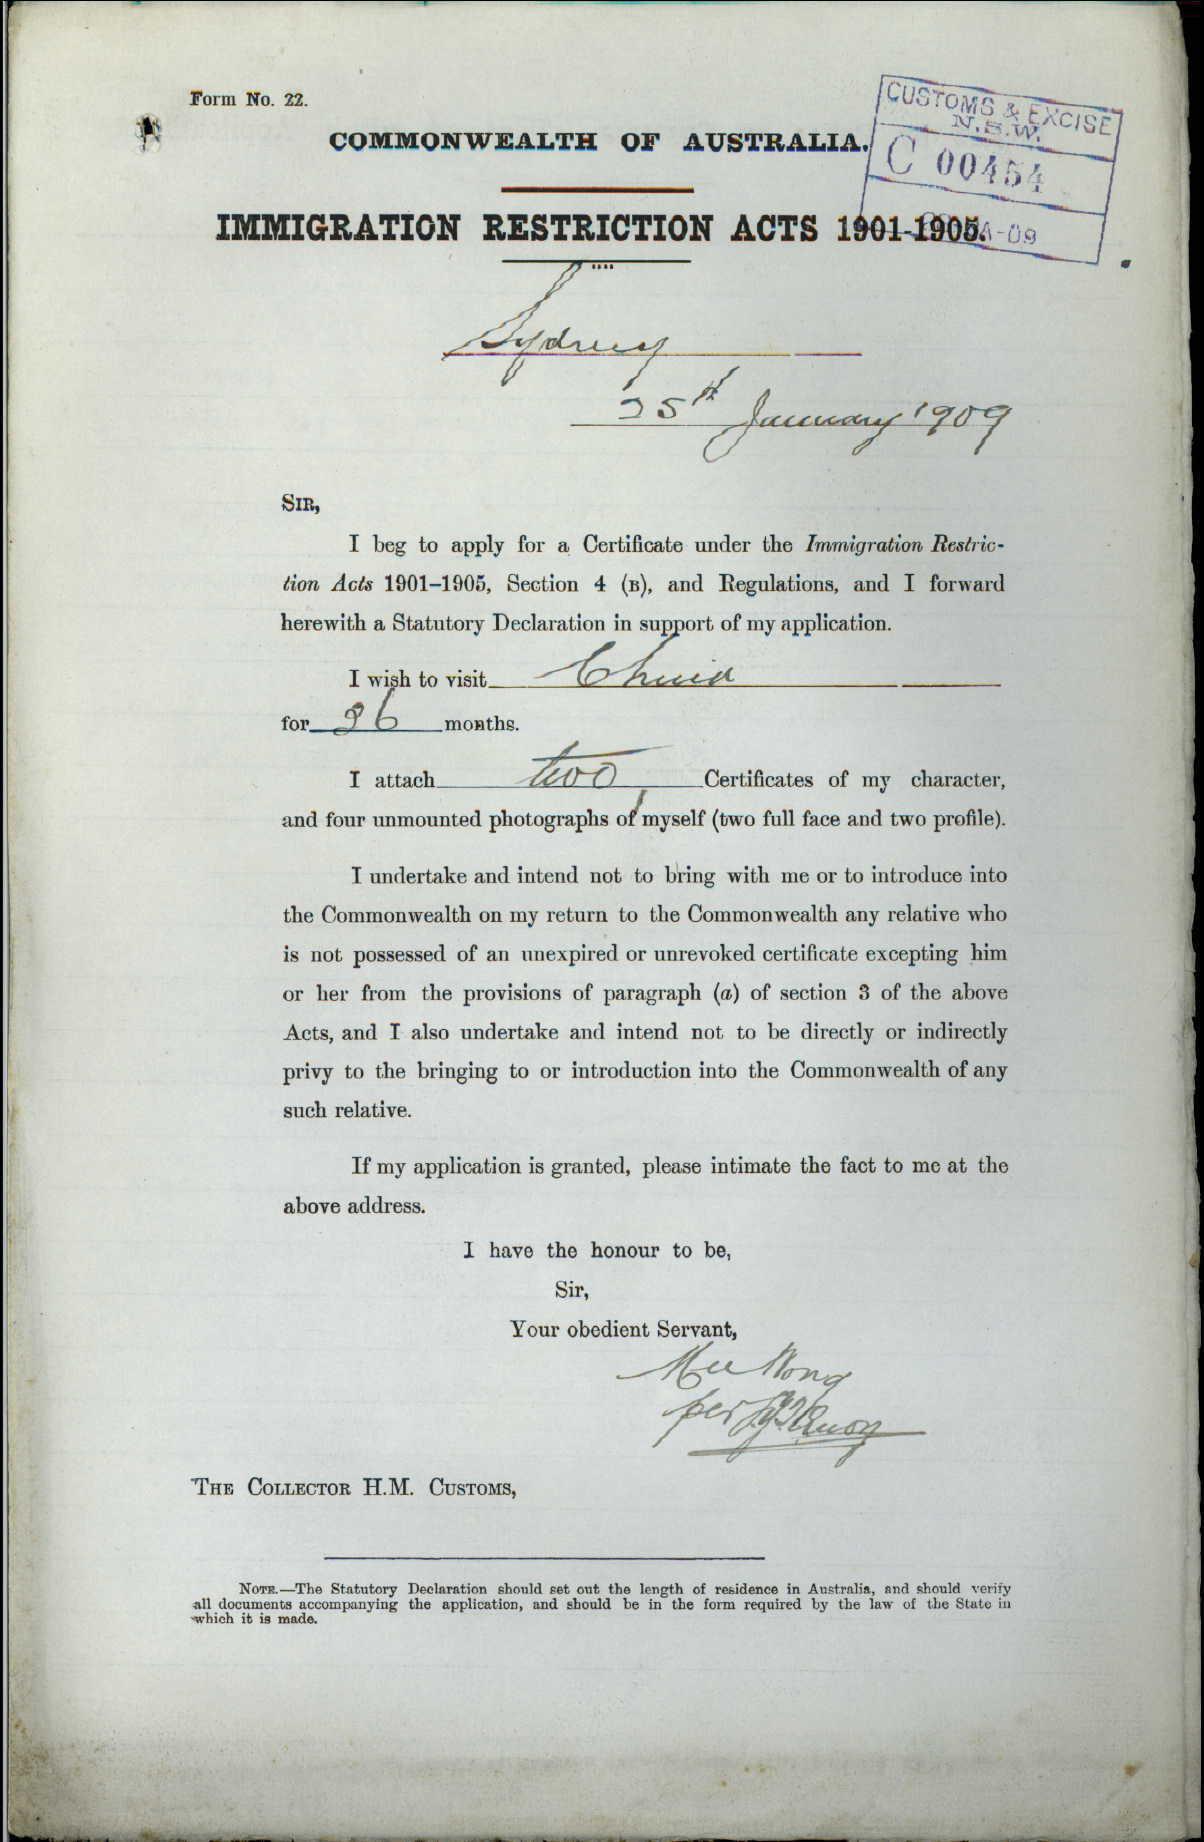 Form No. 22.
CUSTOMS & EXCISE
N.S.W.
C 00454
COMMONWEALTH OF AUSTRALIA.
IMMIGRATION RESTRICTION ACTS 1901-1905.
Sydney
25th January 1909
SIR,
I beg to apply for a Certificate under the Immigration Restric-
tion Acts 1901–1905, Section 4 (B), and Regulations, and I forward
herewith a Statutory Declaration in support of my application.
I wish to visit China
for 36 months.
I attach two Certificates of my character,
and four unmounted photographs of myself (two full face and two profile).
I undertake and intend not to bring with me or to introduce into
the Commonwealth on my return to the Commonwealth any relative who
is not possessed of an unexpired or unrevoked certificate excepting him
or her from the provisions of paragraph (a) of section 3 of the above
Acts, and I also undertake and intend not to be directly or indirectly
privy to the bringing to or introduction into the Commonwealth of any
such relative.
If my application is granted, please intimate the fact to me at the
above address.
I have the honour to be,
Sir,
Your obedient Servant,
Mee Wong
per
THE COLLECTOR H.M. CUSTOMS,
NOTE.—The Statutory Declaration should set out the length of residence in Australia, and should verify
all documents accompanying the application, and should be in the form required by the law of the State in
which it is made.